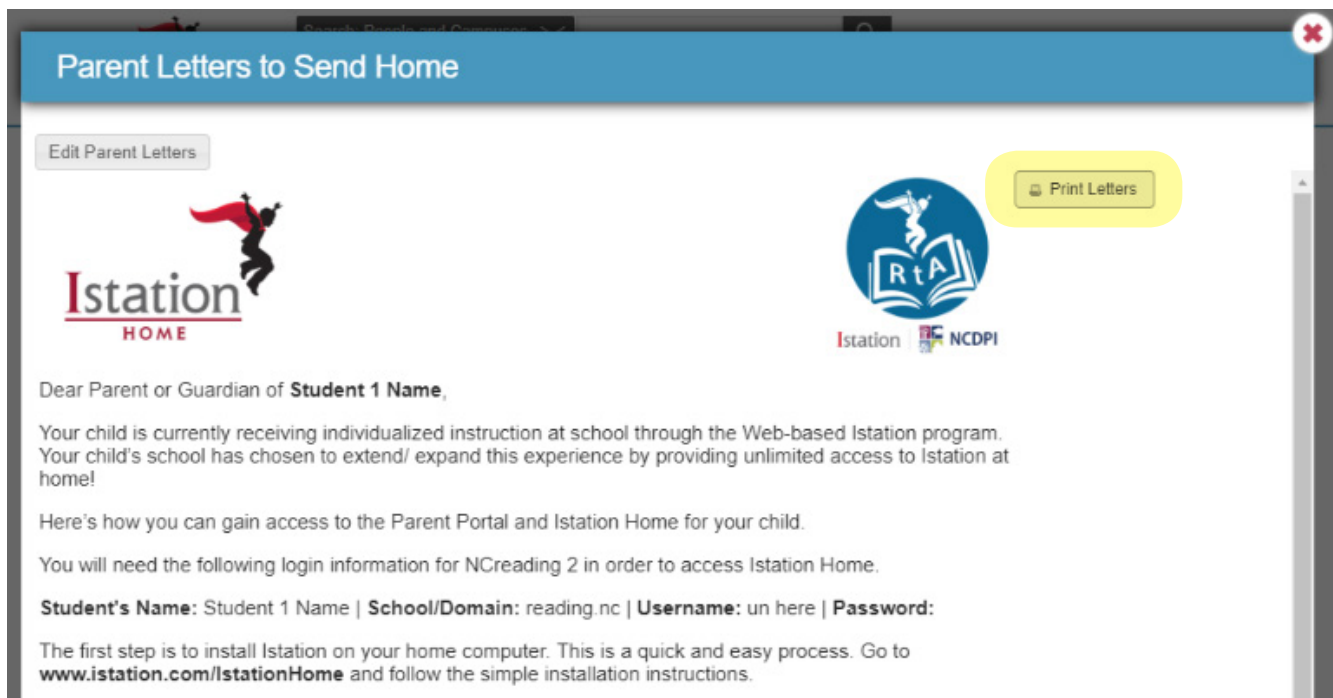 Search: People and Campuses
Parent Letters to Send Home
Edit Parent Letters
Print Letters
Istation
HOME
RtA
Istation NCDPI
Dear Parent or Guardian of Student 1 Name,
Your child is currently receiving individualized instruction at school through the Web-based Istation program.
Your child's school has chosen to extend/ expand this experience by providing unlimited access to Istation at
home!
Here's how you can gain access to the Parent Portal and Istation Home for your child.
You will need the following login information for NCreading 2 in order to access Istation Home.
Student's Name: Student 1 Name | School/Domain: reading.nc | Username: un here | Password:
The first step is to install Istation on your home computer. This is a quick and easy process. Go to
www.istation.com/IstationHome and follow the simple installation instructions.